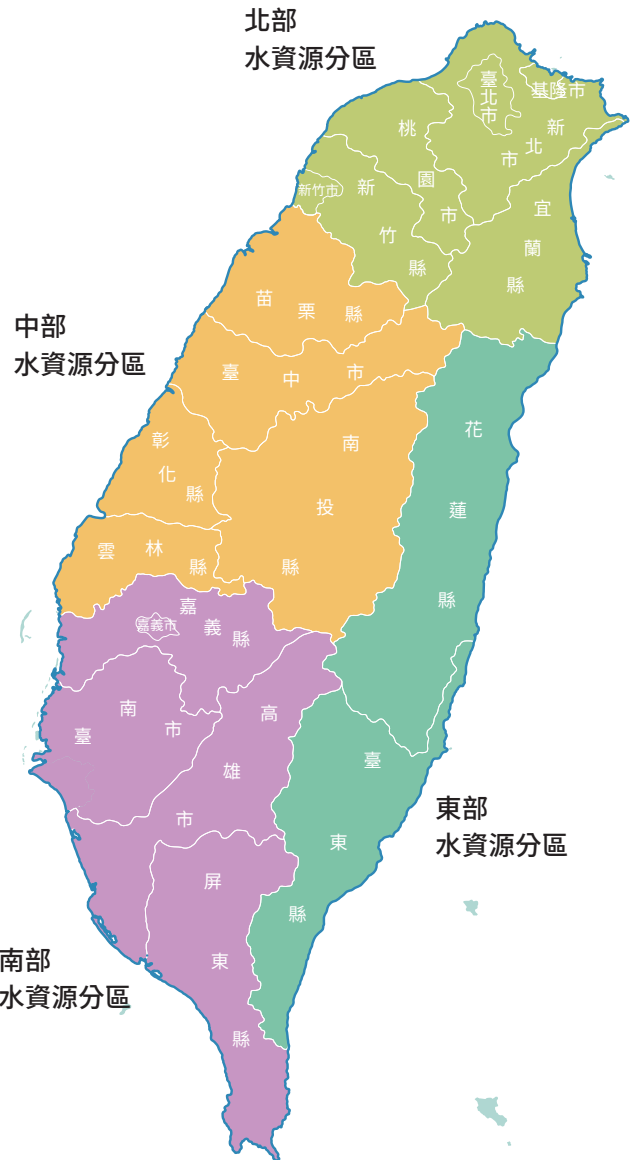 北部
水資源分區
臺北市
基隆市
新北市
桃園市
新竹市
新竹縣
宜蘭縣
中部
水資源分區
苗栗縣
臺中市
彰化縣
南投縣
雲林縣
花蓮縣
嘉義縣
嘉義市
臺南市
高雄市
臺東縣
東部
水資源分區
屏東縣
南部
水資源分區